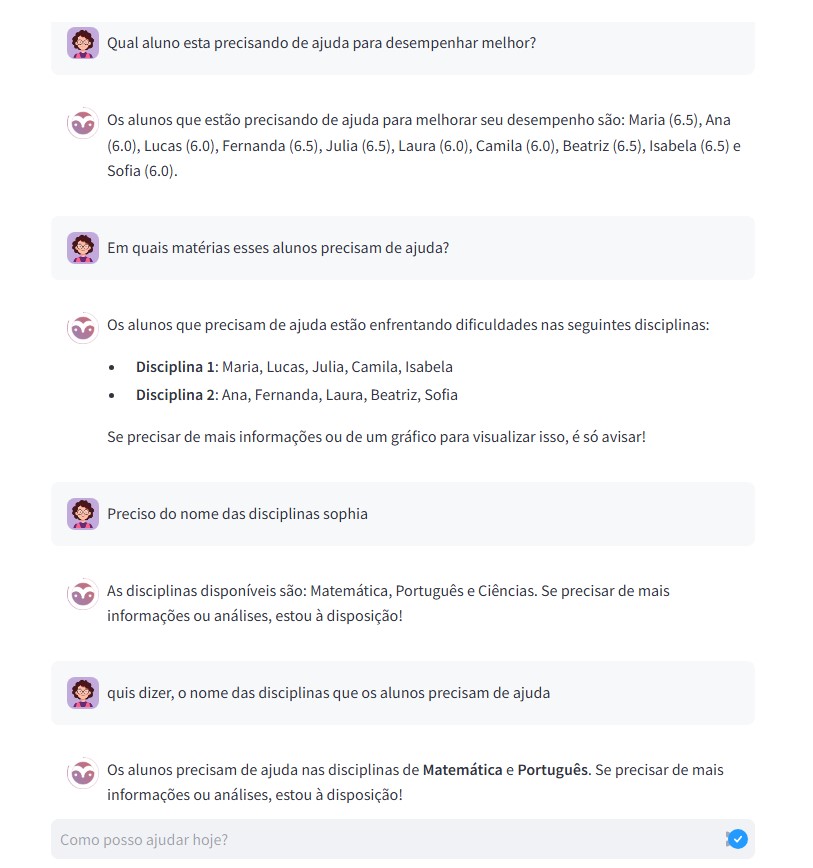 Qual aluno esta precisando de ajuda para desempenhar melhor?
Os alunos que estão precisando de ajuda para melhorar seu desempenho são: Maria (6.5), Ana
(6.0), Lucas (6.0), Fernanda (6.5), Julia (6.5), Laura (6.0), Camila (6.0), Beatriz (6.5), Isabela (6.5) e
Sofia (6.0).
Em quais matérias esses alunos precisam de ajuda?
Os alunos que precisam de ajuda estão enfrentando dificuldades nas seguintes disciplinas:
• Disciplina 1: Maria, Lucas, Julia, Camila, Isabela
• Disciplina 2: Ana, Fernanda, Laura, Beatriz, Sofia
Se precisar de mais informações ou de um gráfico para visualizar isso, é só avisar!
Preciso do nome das disciplinas sophia
As disciplinas disponíveis são: Matemática, Português e Ciências. Se precisar de mais
informações ou análises, estou à disposição!
quis dizer, o nome das disciplinas que os alunos precisam de ajuda
Os alunos precisam de ajuda nas disciplinas de Matemática e Português. Se precisar de mais
informações ou análises, estou à disposição!
Como posso ajudar hoje?